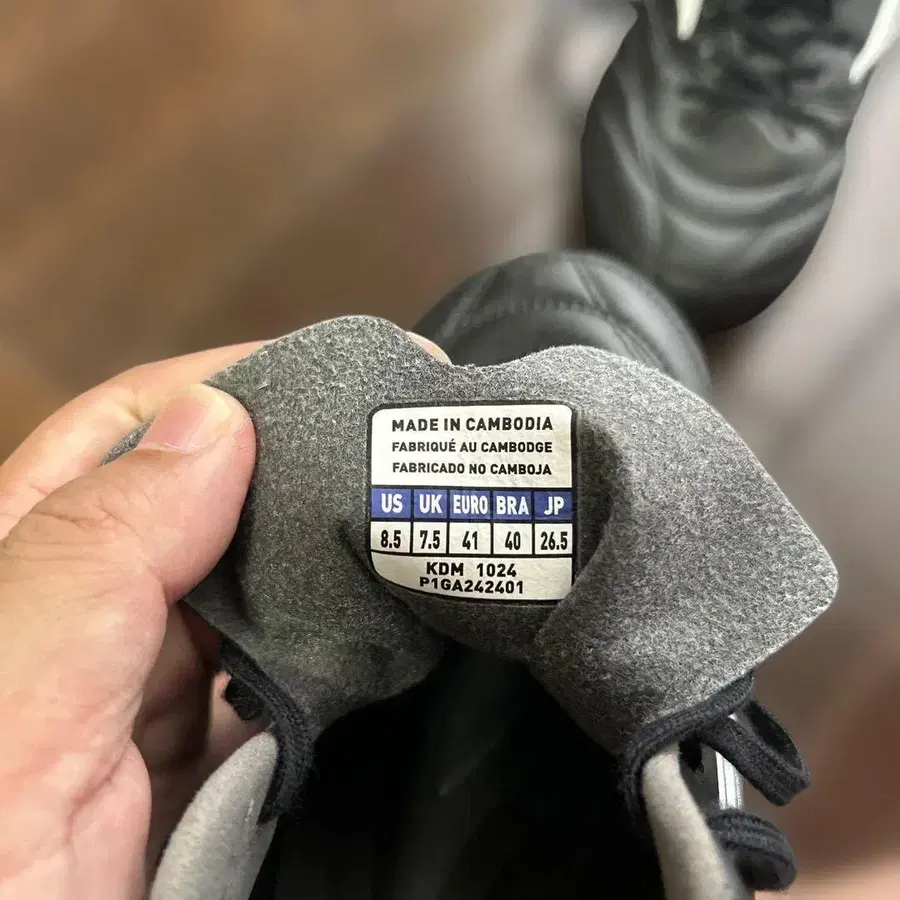 MADE IN CAMBODIA
FABRIQUÉ AU CAMBODGE
FABRICADO NO CAMBOJA
US UK EURO BRA JP
8.5 7.5 41 40 26.5
KDM 1024
P1GA242401